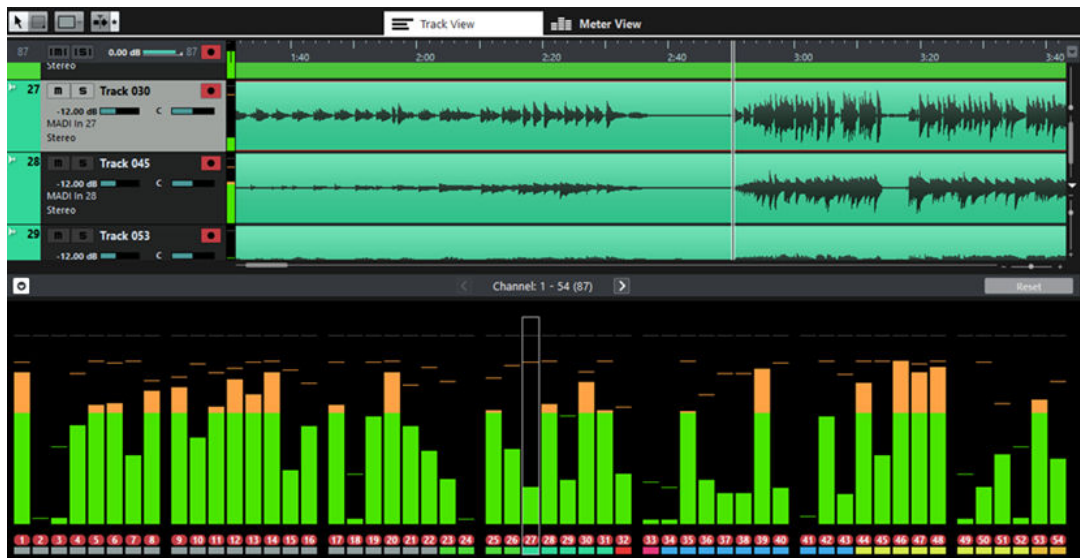 Track View
Meter View
87 m S 0.00 dB 87
Stereo
1:40 2:00 2:20 2:40 3:00 3:20 3:40
27 m S Track 030
-12.00 dB C
MADI In 27
Stereo
28 m S Track 045
-12.00 dB C
MADI In 28
Stereo
29 m S Track 053
-12.00 dB C
Channel: 1 - 54 (87)
Reset
1 2 3 4 5 6 7 8 9 10 11 12 13 14 15 16 17 18 19 20 21 22 23 24 25 26 27 28 29 30 31 32 33 34 35 36 37 38 39 40 41 42 43 44 45 46 47 48 49 50 51 52 53 54